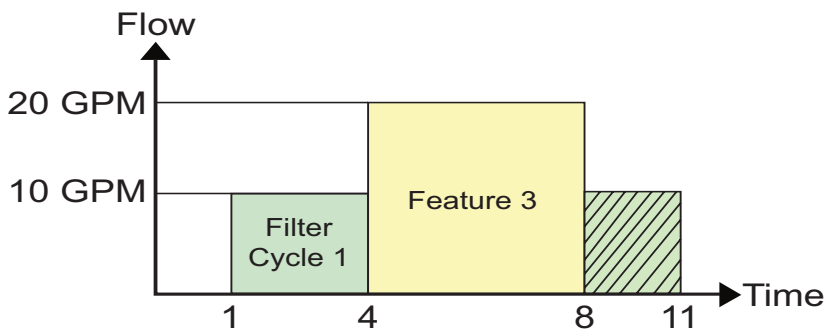 Flow
20 GPM
10 GPM
Filter
Cycle 1
Feature 3
Time
1
4
8
11